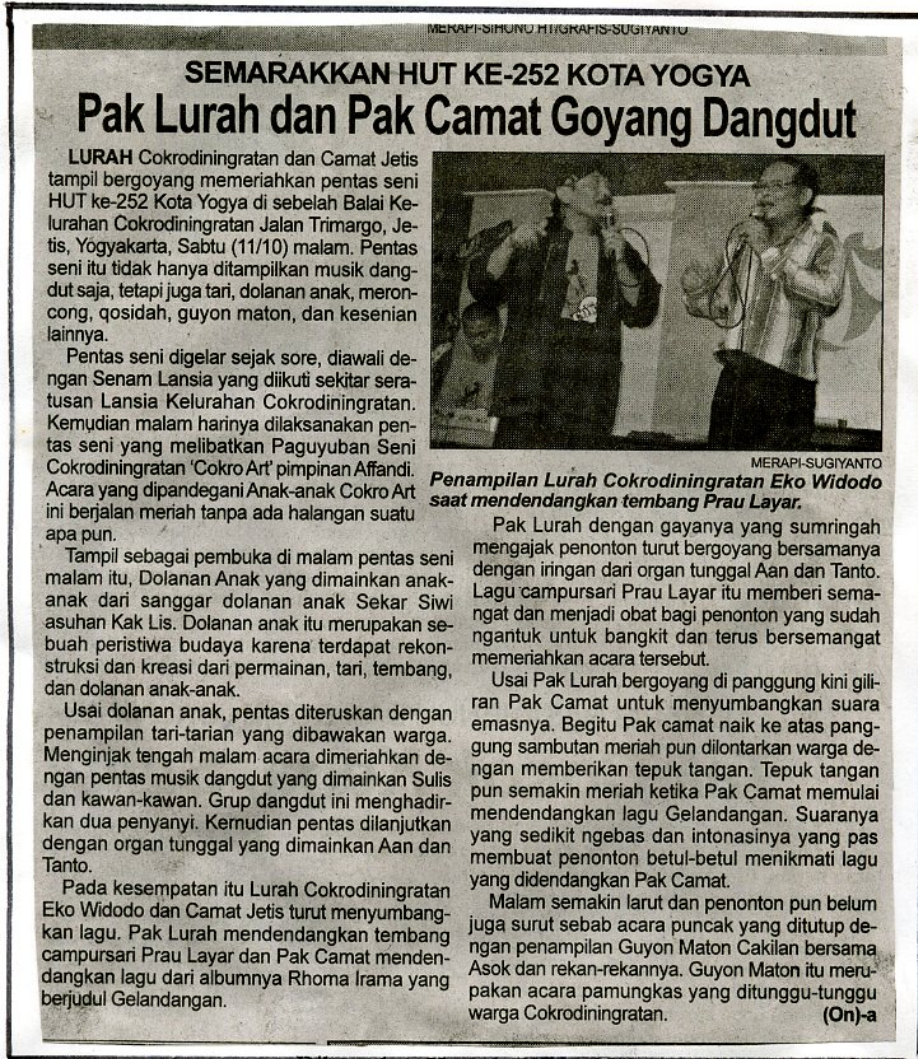 MERAPI-SIHONO HT/GRAFIS-SUGIYANTO
SEMARAKKAN HUT KE-252 KOTA YOGYA
Pak Lurah dan Pak Camat Goyang Dangdut
LURAH Cokrodiningratan dan Camat Jetis
tampil bergoyang memeriahkan pentas seni
HUT ke-252 Kota Yogya di sebelah Balai Ke-
lurahan Cokrodiningratan Jalan Trimargo, Je-
tis, Yogyakarta, Sabtu (11/10) malam. Pentas
seni itu tidak hanya ditampilkan musik dang-
dut saja, tetapi juga tari, dolanan anak, meron-
cong, qosidah, guyon maton, dan kesenian
lainnya.
Pentas seni digelar sejak sore, diawali de-
ngan Senam Lansia yang diikuti sekitar sera-
tusan Lansia Kelurahan Cokrodiningratan.
Kemudian malam harinya dilaksanakan pen-
tas seni yang melibatkan Paguyuban Seni
Cokrodiningratan 'Cokro Art' pimpinan Affandi.
Acara yang dipandegani Anak-anak Cokro Art
ini berjalan meriah tanpa ada halangan suatu
apa pun.
Tampil sebagai pembuka di malam pentas seni
malam itu, Dolanan Anak yang dimainkan anak-
anak dari sanggar dolanan anak Sekar Siwi
asuhan Kak Lis. Dolanan anak itu merupakan se-
buah peristiwa budaya karena terdapat rekon-
struksi dan kreasi dari permainan, tari, tembang,
dan dolanan anak-anak.
Usai dolanan anak, pentas diteruskan dengan
penampilan tari-tarian yang dibawakan warga.
Menginjak tengah malam acara dimeriahkan de-
ngan pentas musik dangdut yang dimainkan Sulis
dan kawan-kawan. Grup dangdut ini menghadir-
kan dua penyanyi. Kemudian pentas dilanjutkan
dengan organ tunggal yang dimainkan Aan dan
Tanto.
Pada kesempatan itu Lurah Cokrodiningratan
Eko Widodo dan Camat Jetis turut menyumbang-
kan lagu. Pak Lurah mendendangkan tembang
campursari Prau Layar dan Pak Camat menden-
dangkan lagu dari albumnya Rhoma Irama yang
berjudul Gelandangan.
MERAPI-SUGIYANTO
Penampilan Lurah Cokrodiningratan Eko Widodo
saat mendendangkan tembang Prau Layar.
Pak Lurah dengan gayanya yang sumringah
mengajak penonton turut bergoyang bersamanya
dengan iringan dari organ tunggal Aan dan Tanto.
Lagu campursari Prau Layar itu memberi sema-
ngat dan menjadi obat bagi penonton yang sudah
ngantuk untuk bangkit dan terus bersemangat
memeriahkan acara tersebut.
Usai Pak Lurah bergoyang di panggung kini gili-
ran Pak Camat untuk menyumbangkan suara
emasnya. Begitu Pak camat naik ke atas pang-
gung sambutan meriah pun dilontarkan warga de-
ngan memberikan tepuk tangan. Tepuk tangan
pun semakin meriah ketika Pak Camat memulai
mendendangkan lagu Gelandangan. Suaranya
yang sedikit ngebas dan intonasinya yang pas
membuat penonton betul-betul menikmati lagu
yang didendangkan Pak Camat.
Malam semakin larut dan penonton pun belum
juga surut sebab acara puncak yang ditutup de-
ngan penampilan Guyon Maton Cakilan bersama
Asok dan rekan-rekannya. Guyon Maton itu meru-
pakan acara pamungkas yang ditunggu-tunggu
warga Cokrodiningratan. (On)-a